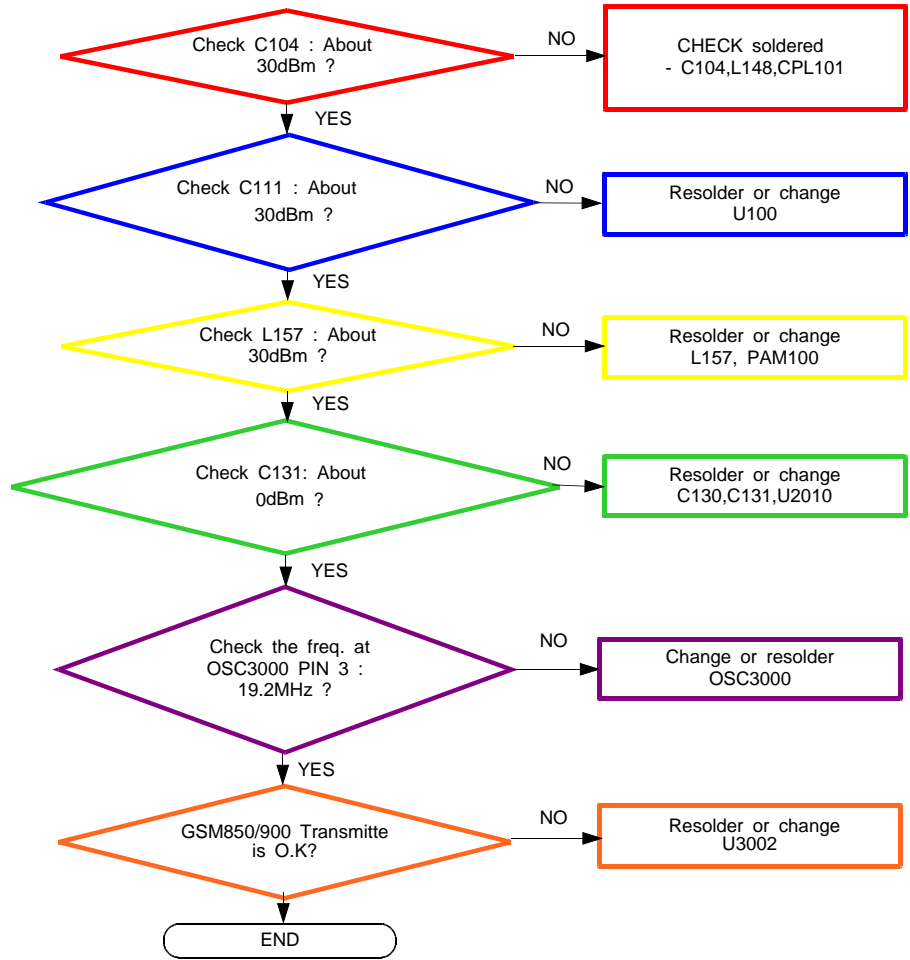 Check C104 : About
30dBm ?
NO
CHECK soldered
- C104,L148,CPL101
YES
Check C111 : About
30dBm ?
NO
Resolder or change
U100
YES
Check L157 : About
30dBm ?
NO
Resolder or change
L157, PAM100
YES
Check C131: About
0dBm ?
NO
Resolder or change
C130,C131,U2010
YES
Check the freq. at
OSC3000 PIN 3 :
19.2MHz ?
NO
Change or resolder
OSC3000
YES
GSM850/900 Transmitte
is O.K?
NO
Resolder or change
U3002
END